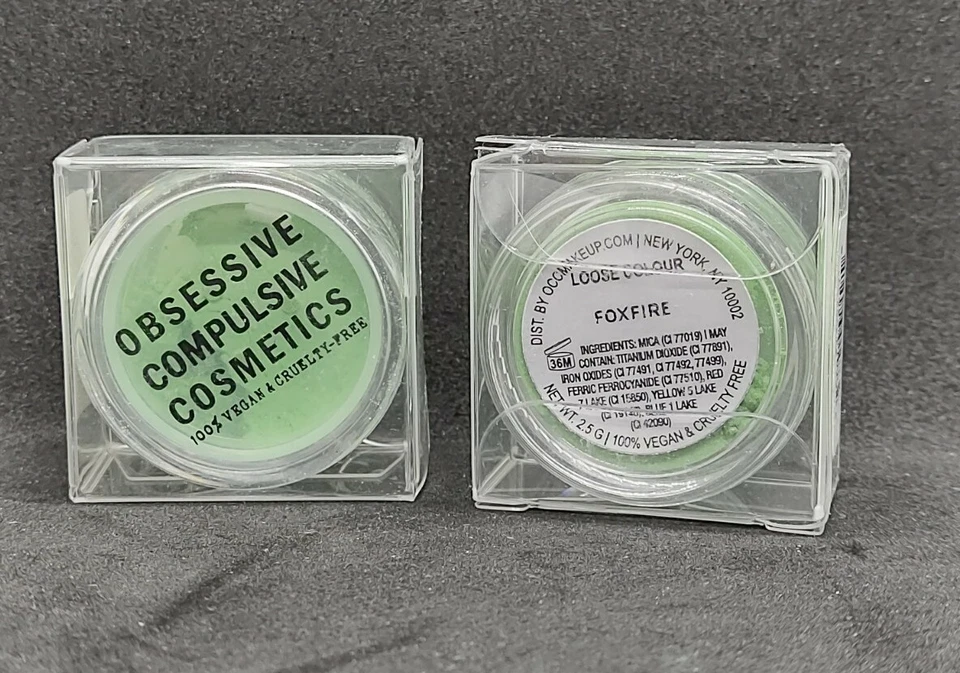 OBSESSIVE
COMPULSIVE
COSMETICS
100% VEGAN & CRUELTY-FREE
DIST. BY OCCMAKEUP.COM | NEW YORK, NY 10002
LOOSE COLOUR
FOXFIRE
36M
INGREDIENTS: MICA (CI 77019) | MAY
CONTAIN: TITANIUM DIOXIDE (CI 77891),
IRON OXIDES (CI 77491, CI 77492, 77499),
FERRIC FERROCYANIDE (CI 77510), RED
7 LAKE (CI 15850), YELLOW 5 LAKE
(CI 19140), BLUE 1 LAKE
(CI 42090)
NET WT. 2.5 G | 100% VEGAN & CRUELTY FREE